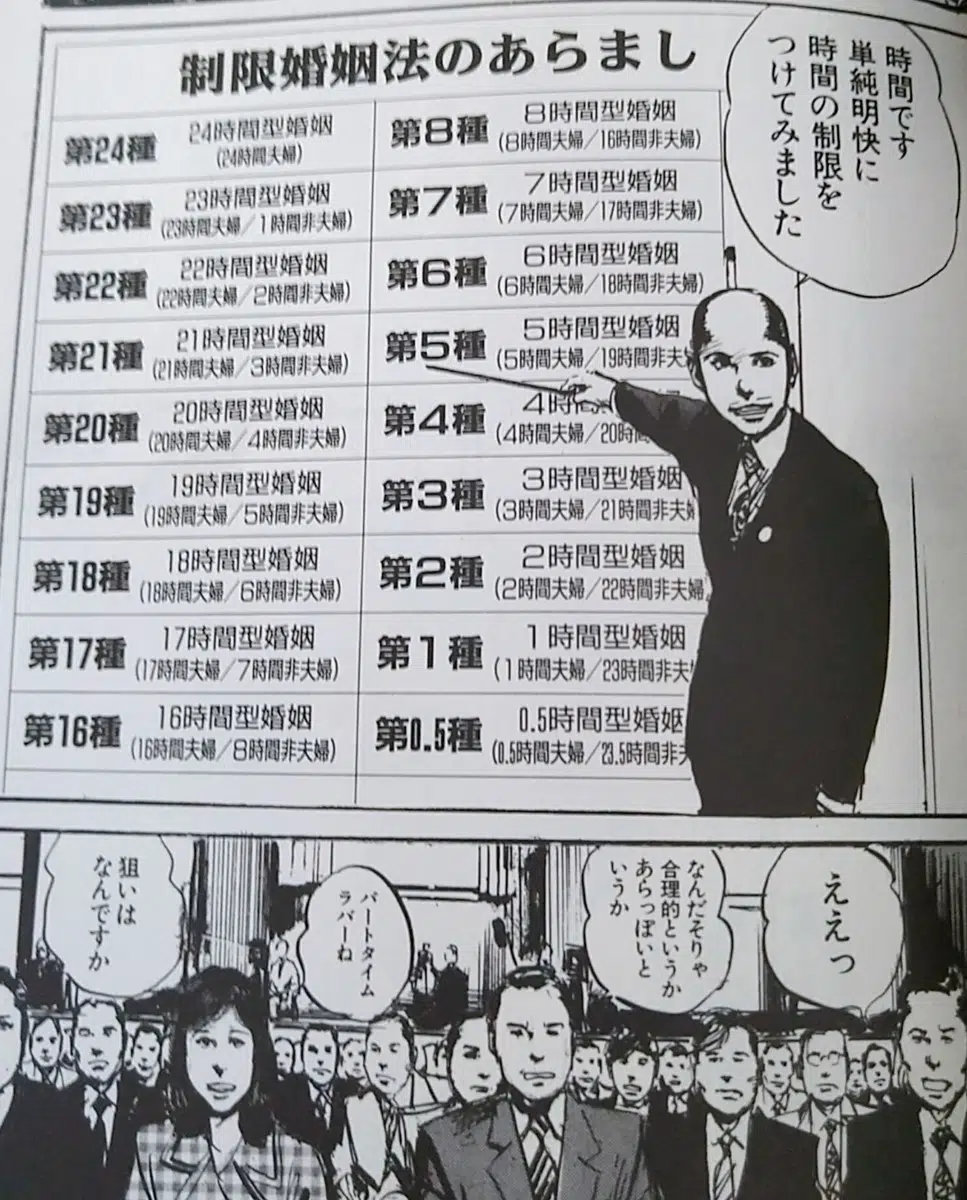 制限婚姻法のあらまし
時間です
単純明快に
時間の制限を
つけてみました
第24種
24時間型婚姻
(24時間夫婦)
第23種
23時間型婚姻
(23時間夫婦/1時間非夫婦)
第22種
22時間型婚姻
(22時間夫婦/2時間非夫婦)
第21種
21時間型婚姻
(21時間夫婦/3時間非夫婦)
第20種
20時間型婚姻
(20時間夫婦/4時間非夫婦)
第19種
19時間型婚姻
(19時間夫婦/5時間非夫婦)
第18種
18時間型婚姻
(18時間夫婦/6時間非夫婦)
第17種
17時間型婚姻
(17時間夫婦/7時間非夫婦)
第16種
16時間型婚姻
(16時間夫婦/8時間非夫婦)
第8種
8時間型婚姻
(8時間夫婦/16時間非夫婦)
第7種
7時間型婚姻
(7時間夫婦/17時間非夫婦)
第6種
6時間型婚姻
(6時間夫婦/18時間非夫婦)
第5種
5時間型婚姻
(5時間夫婦/19時間非夫
第4種
4時
(4時間夫婦/20時間
第3種
3時間型婚姻
(3時間夫婦/21時間非夫
第2種
2時間型婚姻
(2時間夫婦/22時間非夫婦
第1種
1時間型婚姻
(1時間夫婦/23時間非夫
第0.5種
0.5時間型婚姻
(0.5時間夫婦/23.5時間非夫
ええっ
なんだそりゃ
合理的というか
あらっぽいと
いうか
パートタイム
ラバーね
狙いは
なんですか